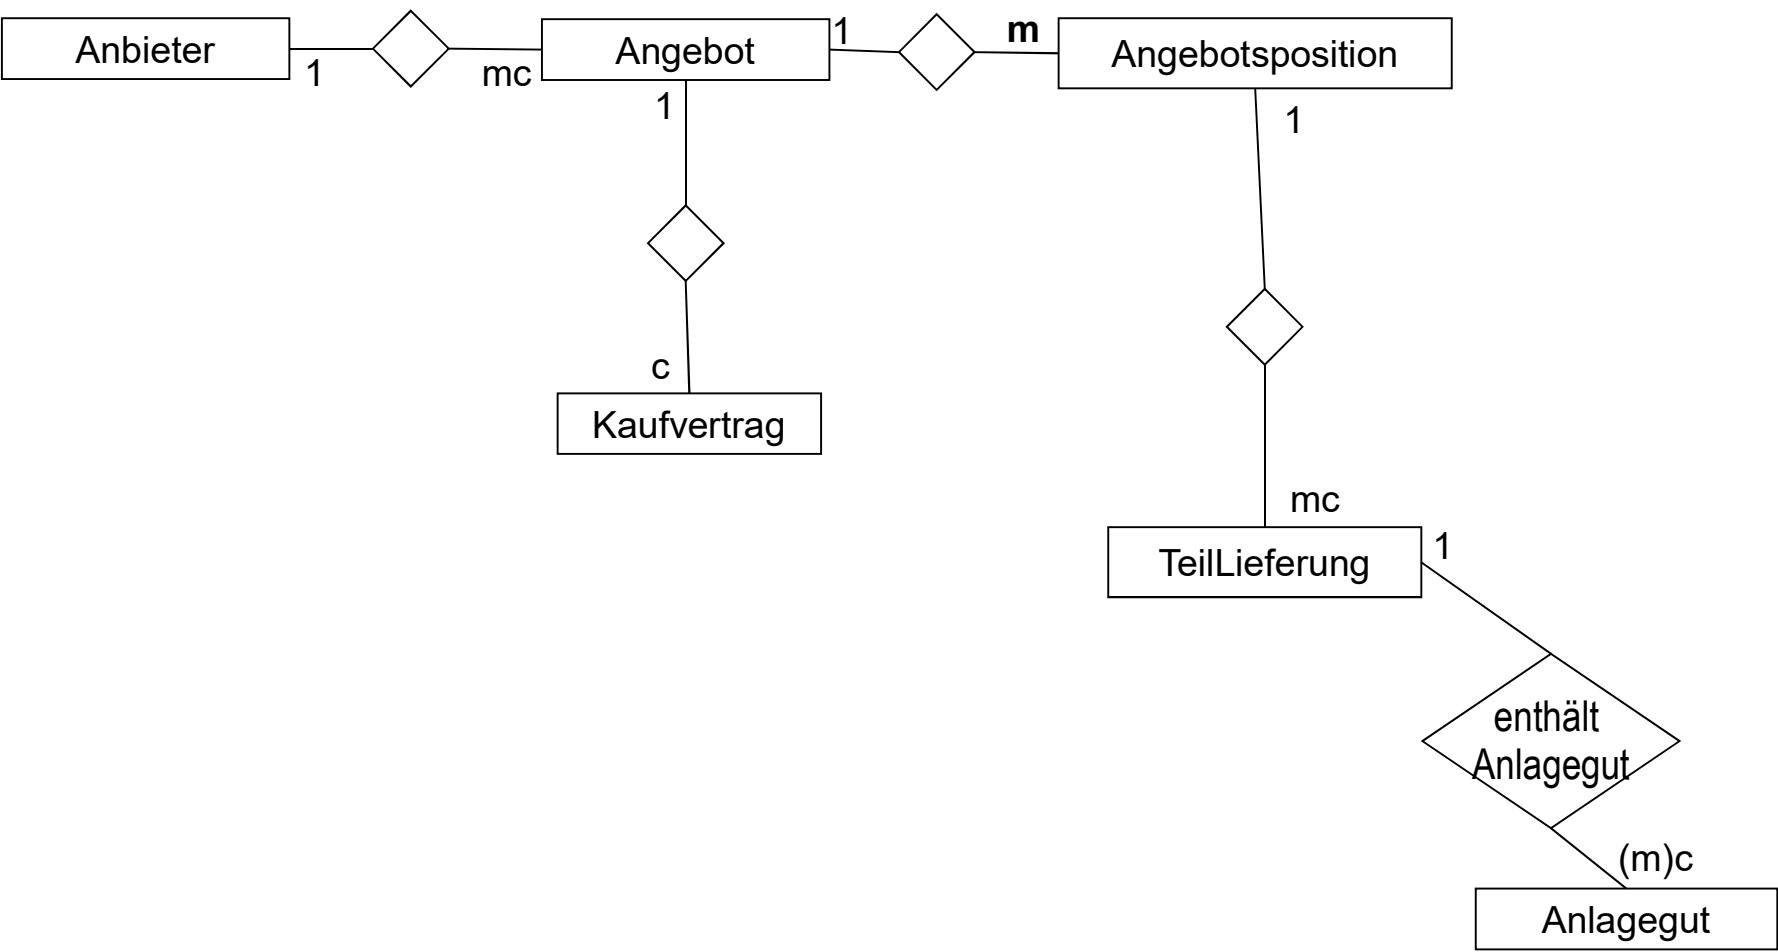 Anbieter
1
mc
Angebot
1
m
Angebotsposition
1
1
c
Kaufvertrag
mc
TeilLieferung
1
enthält
Anlagegut
(m)c
Anlagegut